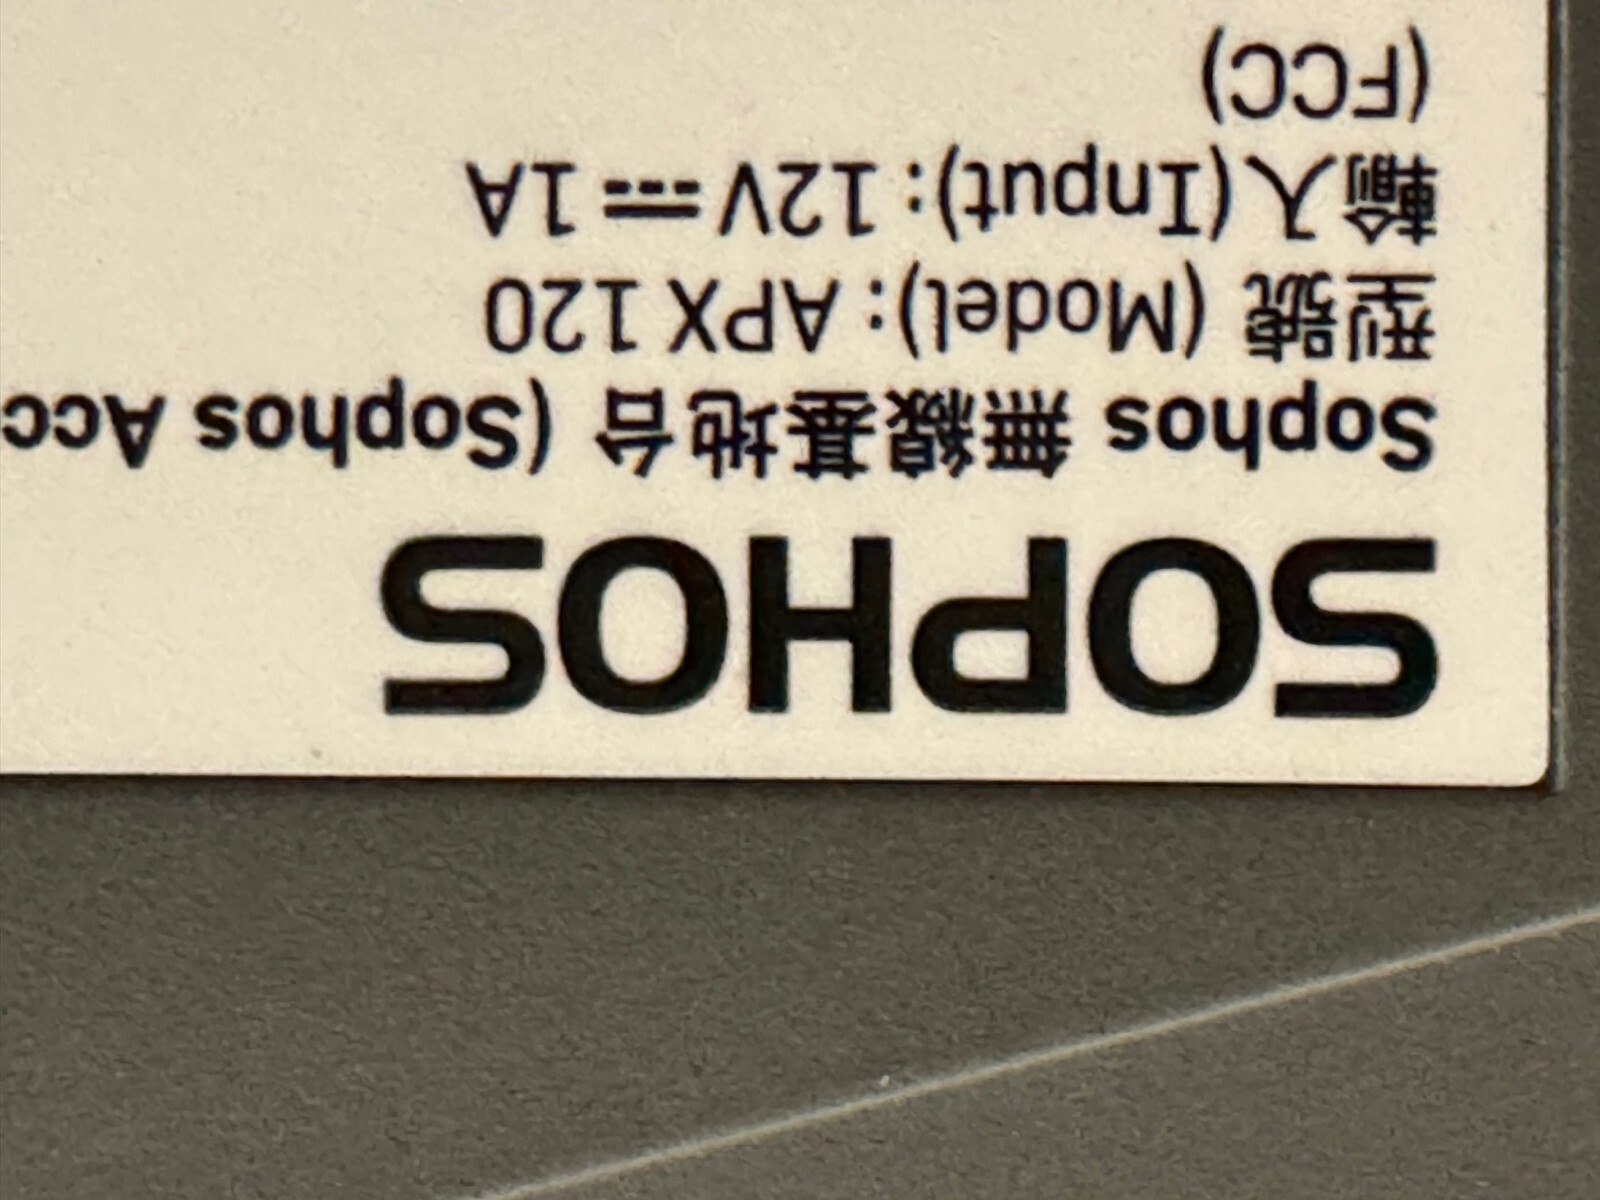 SOPHOS
Sophos 無線基地台 (Sophos Acc
型號 (Model): APX 120
輸入 (Input): 12V ⎓ 1A
(FCC)